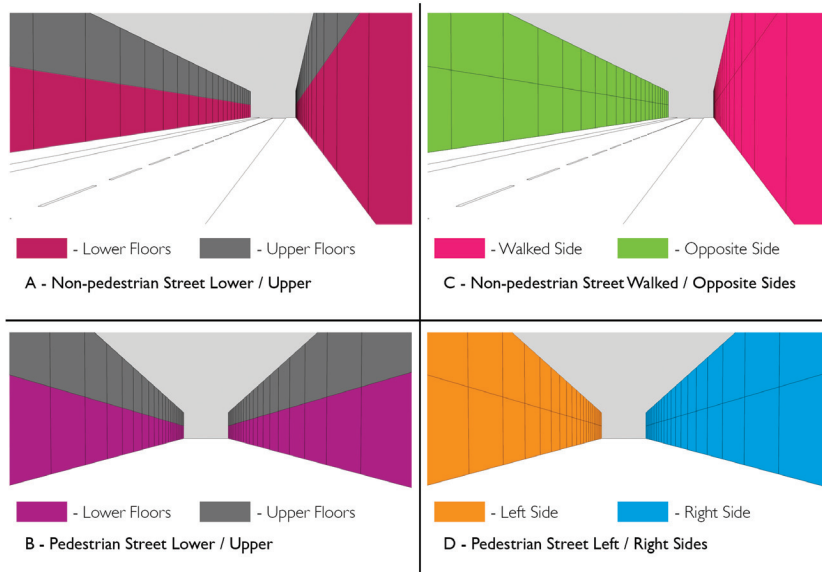 - Lower Floors - Upper Floors
A - Non-pedestrian Street Lower / Upper
- Walked Side - Opposite Side
C - Non-pedestrian Street Walked / Opposite Sides
- Lower Floors - Upper Floors
B - Pedestrian Street Lower / Upper
- Left Side - Right Side
D - Pedestrian Street Left / Right Sides